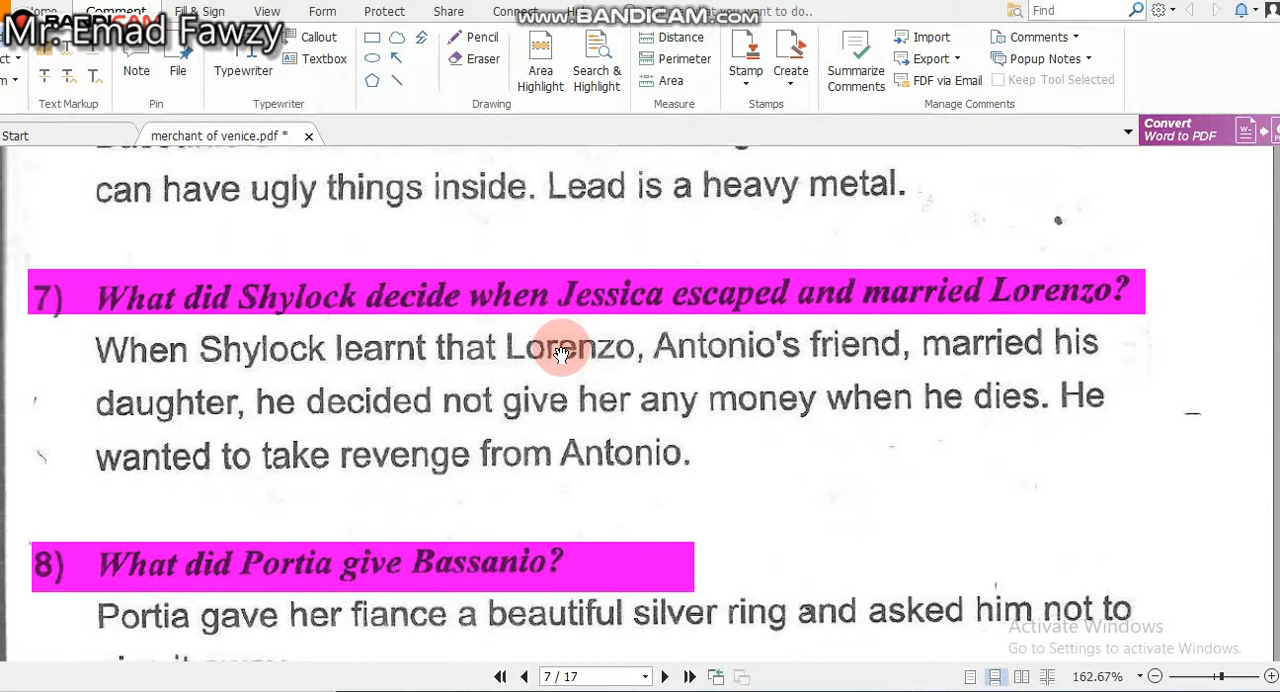 Home Comment Fill & Sign View Form Protect Share Connect you want to do.. Find
BANDICAM
www.BANDICAM.com
Mr. Emad Fawzy
Callout Pencil Distance Import Comments
Note File Typewriter Textbox Eraser Area Highlight Search & Highlight Perimeter Stamp Create Summarize Comments Export Popup Notes
Area FDF via Email Keep Tool Selected
Text Markup Pin Typewriter Drawing Measure Stamps Manage Comments
Start merchant of venice.pdf * Convert Word to PDF
can have ugly things inside. Lead is a heavy metal.
7) What did Shylock decide when Jessica escaped and married Lorenzo?
When Shylock learnt that Lorenzo, Antonio's friend, married his
daughter, he decided not give her any money when he dies. He
wanted to take revenge from Antonio.
8) What did Portia give Bassanio?
Portia gave her fiance a beautiful silver ring and asked him not to
Activate Windows
Go to Settings to activate Windows.
7 / 17 162.67%